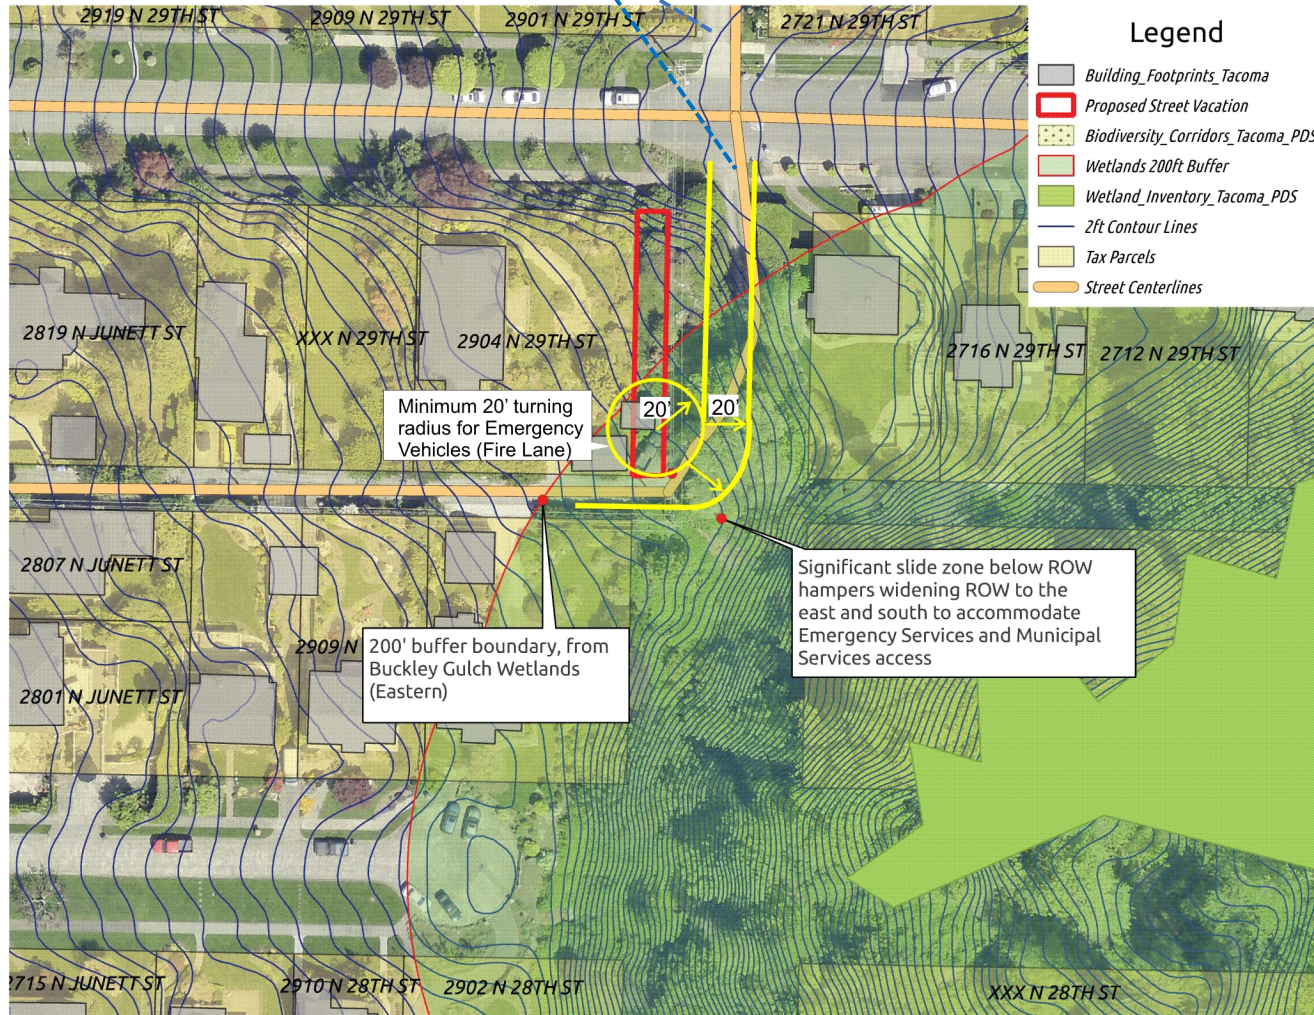 2919 N 29TH ST
2909 N 29TH ST
2901 N 29TH ST
2721 N 29TH ST
Legend
Building_Footprints_Tacoma
Proposed Street Vacation
Biodiversity_Corridors_Tacoma_PDS
Wetlands 200ft Buffer
Wetland_Inventory_Tacoma_PDS
2ft Contour Lines
Tax Parcels
Street Centerlines
2819 N JUNETT ST
XXX N 29TH ST
2904 N 29TH ST
2716 N 29TH ST
2712 N 29TH ST
Minimum 20’ turning
radius for Emergency
Vehicles (Fire Lane)
20’
20’
2807 N JUNETT ST
Significant slide zone below ROW
hampers widening ROW to the
east and south to accommodate
Emergency Services and Municipal
Services access
2909 N
200' buffer boundary, from
Buckley Gulch Wetlands
(Eastern)
2801 N JUNETT ST
2715 N JUNETT ST
2910 N 28TH ST
2902 N 28TH ST
XXX N 28TH ST